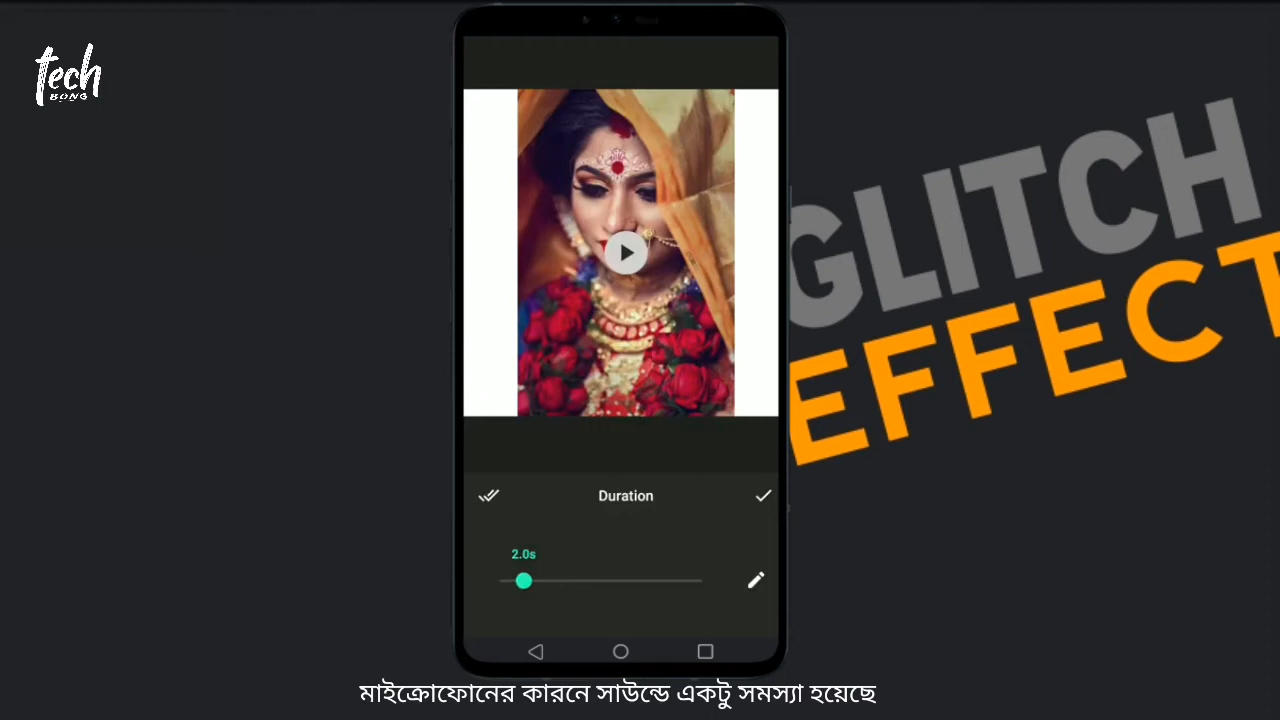 tech
BONG
GLITCH
EFFECT
Duration
2.0s
মাইক্রোফোনের কারনে সাউন্ডে একটু সমস্যা হয়েছে